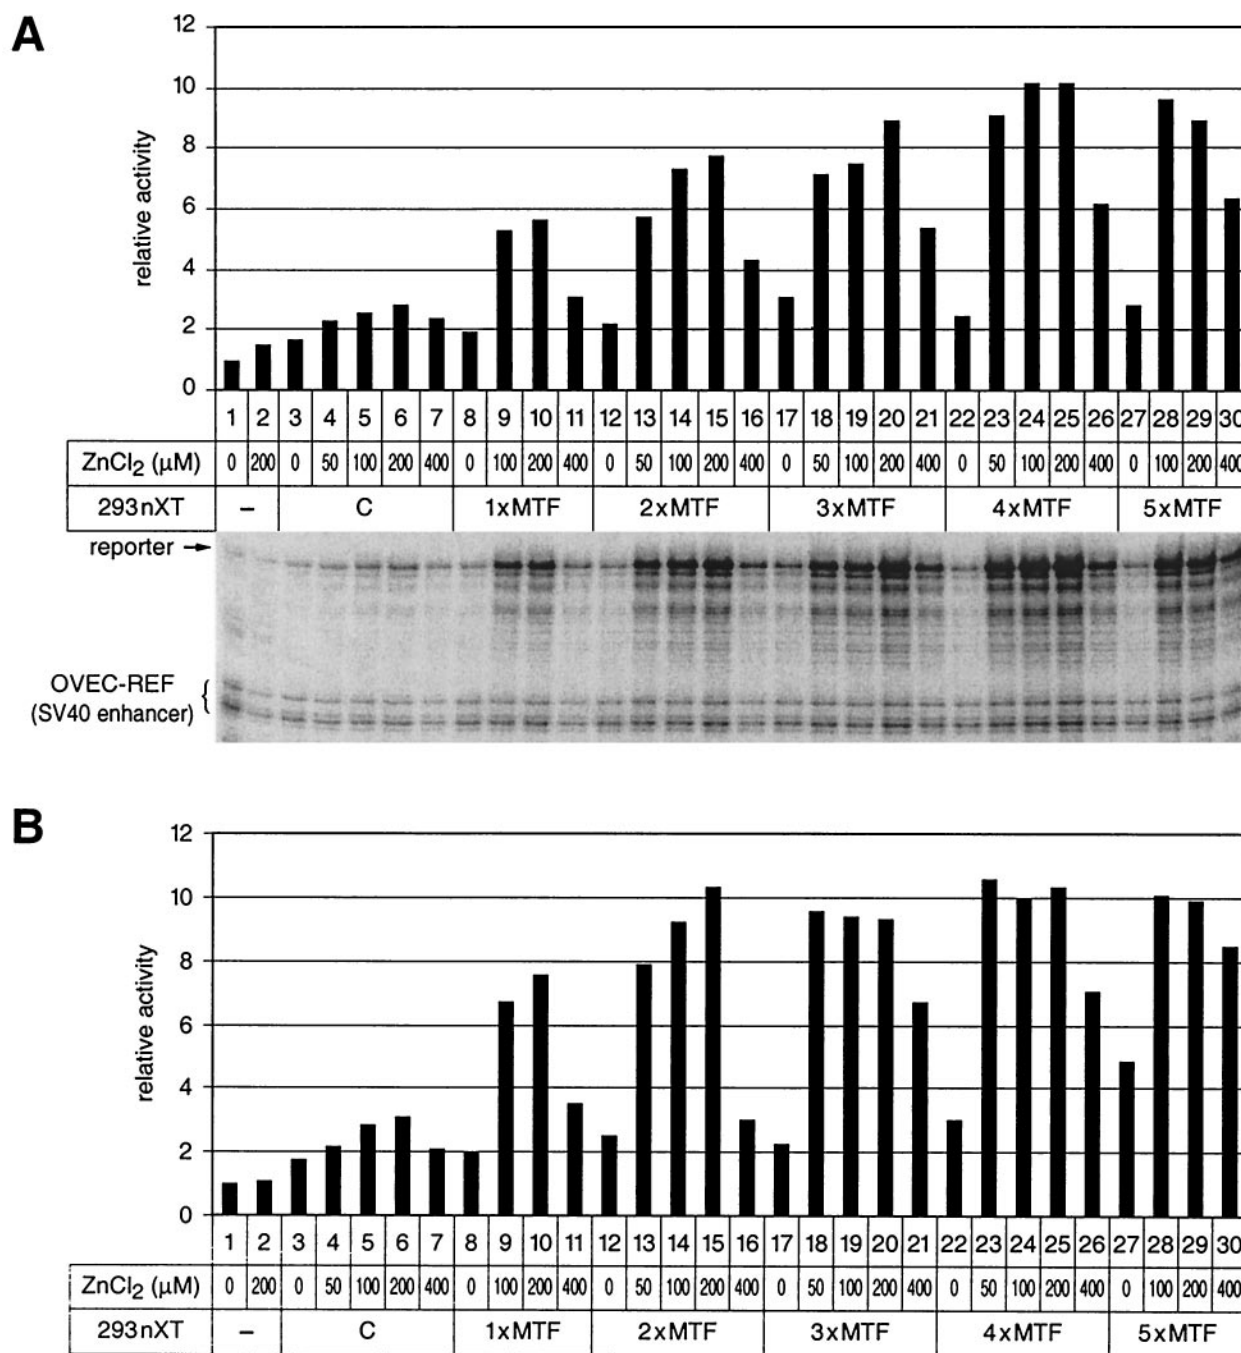 A
12
10
8
6
4
2
0
relative activity
1 2 3 4 5 6 7 8 9 10 11 12 13 14 15 16 17 18 19 20 21 22 23 24 25 26 27 28 29 30
ZnCl₂ (µM) 0 200 0 50 100 200 400 0 100 200 400 0 50 100 200 400 0 50 100 200 400 0 50 100 200 400 0 100 200 400
293nXT – C 1xMTF 2xMTF 3xMTF 4xMTF 5xMTF
reporter →
OVEC-REF {
(SV40 enhancer)
B
12
10
8
6
4
2
0
relative activity
1 2 3 4 5 6 7 8 9 10 11 12 13 14 15 16 17 18 19 20 21 22 23 24 25 26 27 28 29 30
ZnCl₂ (µM) 0 200 0 50 100 200 400 0 100 200 400 0 50 100 200 400 0 50 100 200 400 0 50 100 200 400 0 100 200 400
293nXT – C 1xMTF 2xMTF 3xMTF 4xMTF 5xMTF